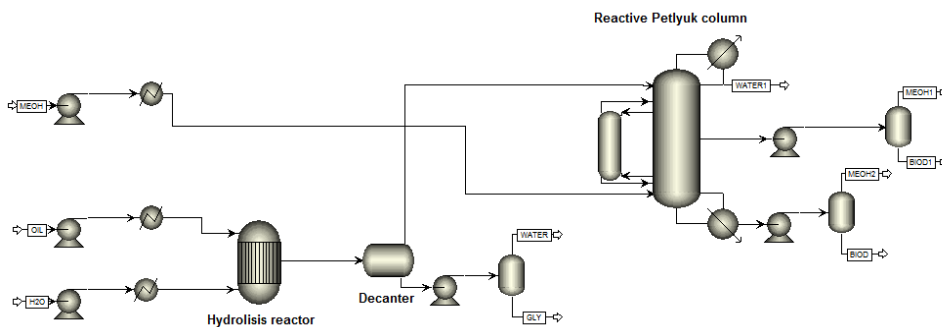 Reactive Petlyuk column
MEOH
WATER1
MEOH1
BIOD1
MEOH2
BIOD
OIL
WATER
GLY
H2O
Decanter
Hydrolisis reactor